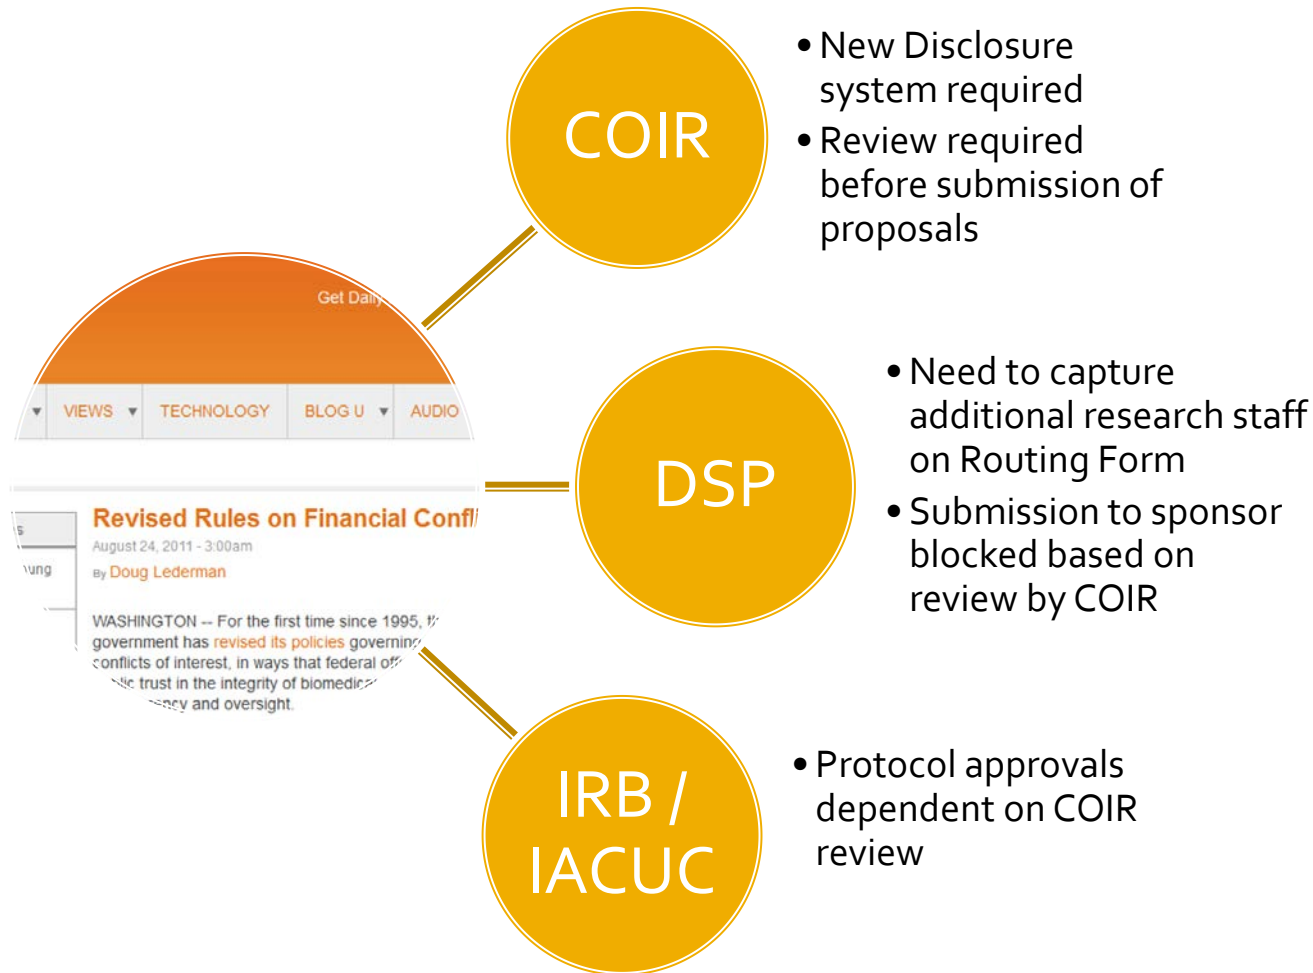 COIR
• New Disclosure
system required
• Review required
before submission of
proposals
Get Daily
VIEWS
TECHNOLOGY
BLOG U
AUDIO
Revised Rules on Financial
August 24, 2011 - 3:00am
By Doug Lederman
WASHINGTON -- For the first time since 1995,
government has revised its policies governing
conflicts of interest, in ways that federal
trust in the integrity of
and oversight.
DSP
• Need to capture
additional research staff
on Routing Form
• Submission to sponsor
blocked based on
review by COIR
IRB /
IACUC
• Protocol approvals
dependent on COIR
review